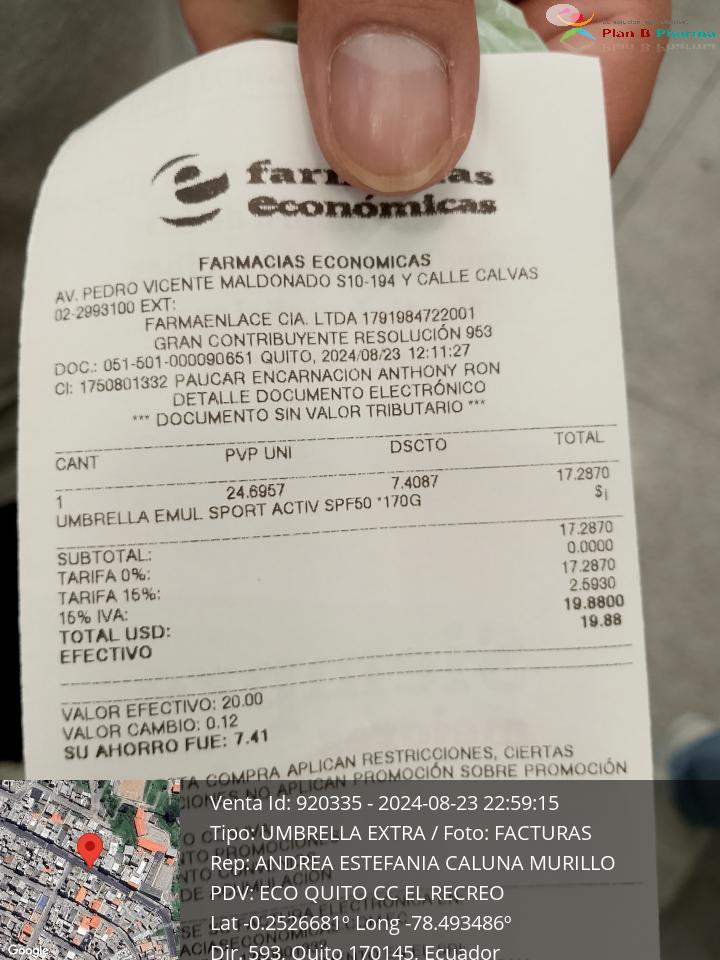 Plan B Pharma
económicas
FARMACIAS ECONOMICAS
AV. PEDRO VICENTE MALDONADO S10-194 Y CALLE CALVAS
02-2993100 EXT:
FARMAENLACE CIA. LTDA 1791984722001
GRAN CONTRIBUYENTE RESOLUCIÓN 953
DOC.: 051-501-000090651 QUITO, 2024/08/23 12:11:27
CI: 1750801332 PAUCAR ENCARNACION ANTHONY RON
DETALLE DOCUMENTO ELECTRÓNICO
*** DOCUMENTO SIN VALOR TRIBUTARIO ***
CANT PVP UNI DSCTO TOTAL
1 24.6957 7.4087 17.2870
UMBRELLA EMUL SPORT ACTIV SPF50 *170G $¡
SUBTOTAL: 17.2870
TARIFA 0%: 0.0000
TARIFA 15%: 17.2870
15% IVA: 2.5930
TOTAL USD: 19.8800
EFECTIVO 19.88
VALOR EFECTIVO: 20.00
VALOR CAMBIO: 0.12
SU AHORRO FUE: 7.41
TA COMPRA APLICAN RESTRICCIONES, CIERTAS
CIONES NO APLICAN PROMOCIÓN SOBRE PROMOCIÓN
Venta Id: 920335 - 2024-08-23 22:59:15
Tipo: UMBRELLA EXTRA / Foto: FACTURAS
Rep: ANDREA ESTEFANIA CALUNA MURILLO
PDV: ECO QUITO CC EL RECREO
Lat -0.2526681º Long -78.493486º
Dir. 593, Quito 170145, Ecuador
Google